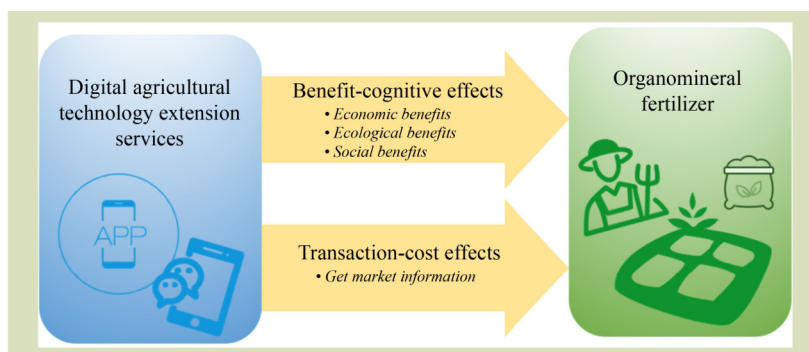 Digital agricultural
technology extension
services
APP
Benefit-cognitive effects
• Economic benefits
• Ecological benefits
• Social benefits
Transaction-cost effects
• Get market information
Organomineral
fertilizer